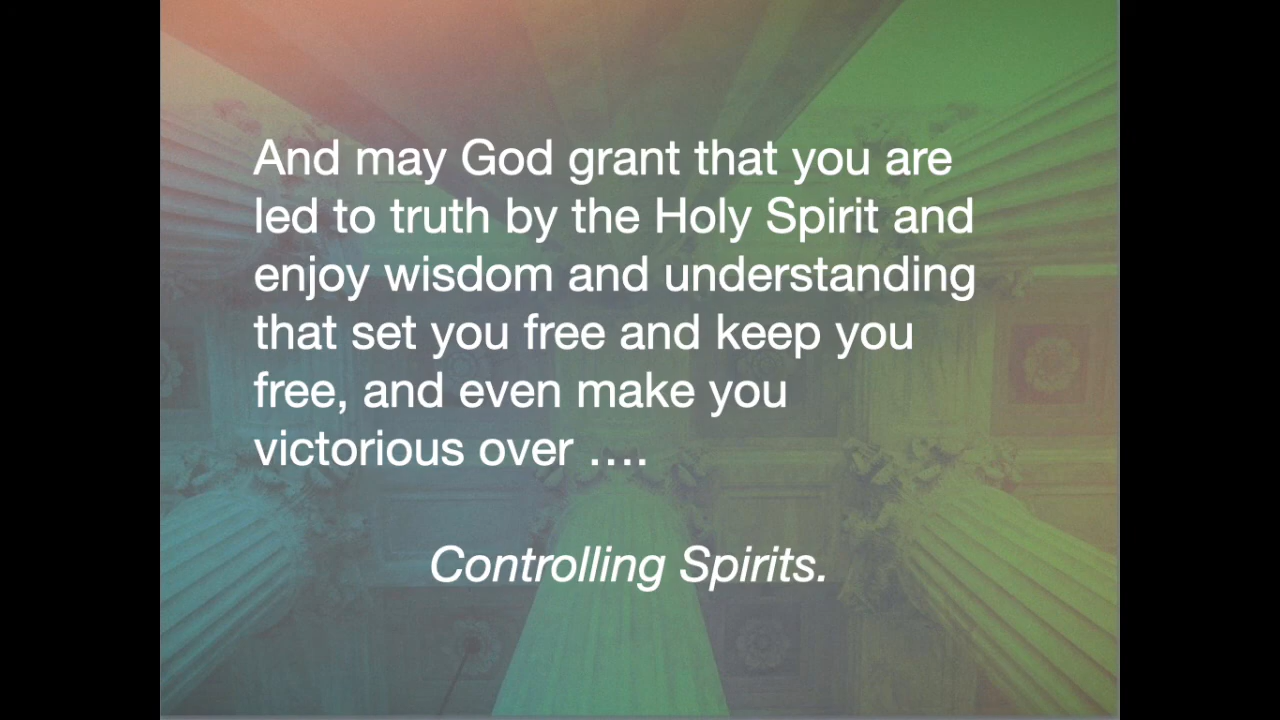 And may God grant that you are
led to truth by the Holy Spirit and
enjoy wisdom and understanding
that set you free and keep you
free, and even make you
victorious over ….
Controlling Spirits.